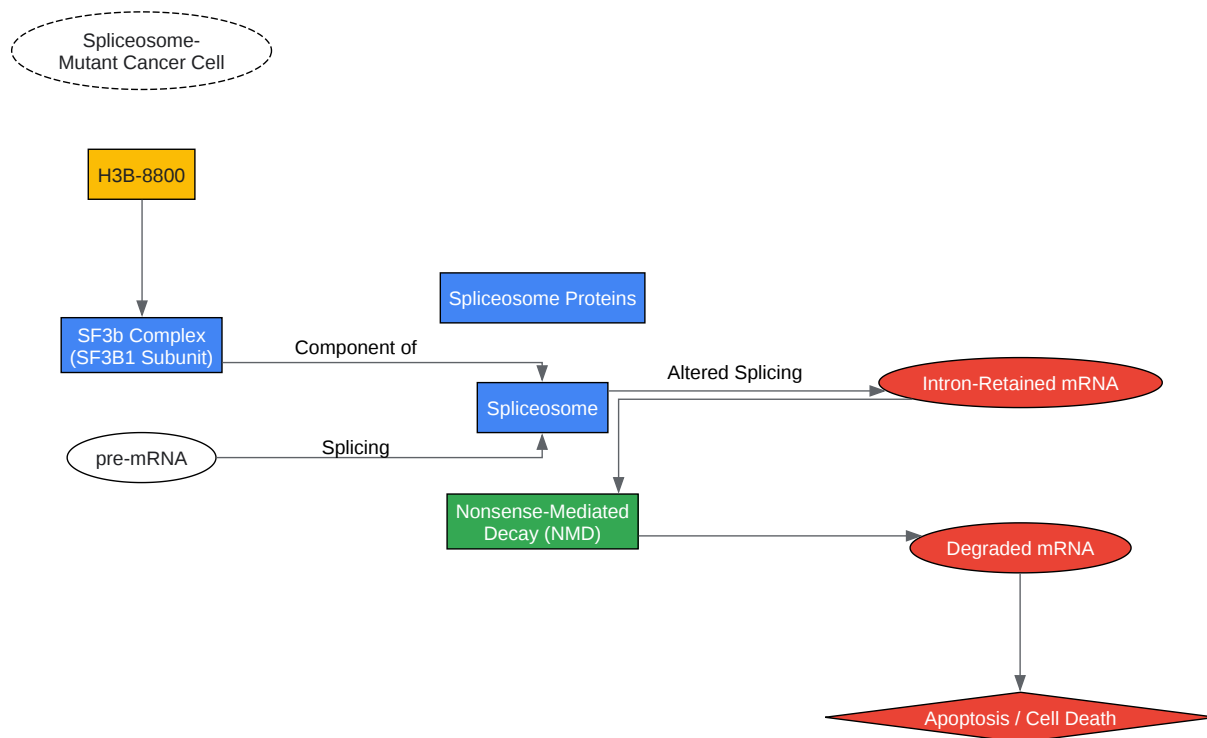 Spliceosome-
Mutant Cancer Cell
H3B-8800
Spliceosome Proteins
SF3b Complex
(SF3B1 Subunit)
Component of
Spliceosome
Altered Splicing
Intron-Retained mRNA
pre-mRNA
Splicing
Nonsense-Mediated
Decay (NMD)
Degraded mRNA
Apoptosis / Cell Death